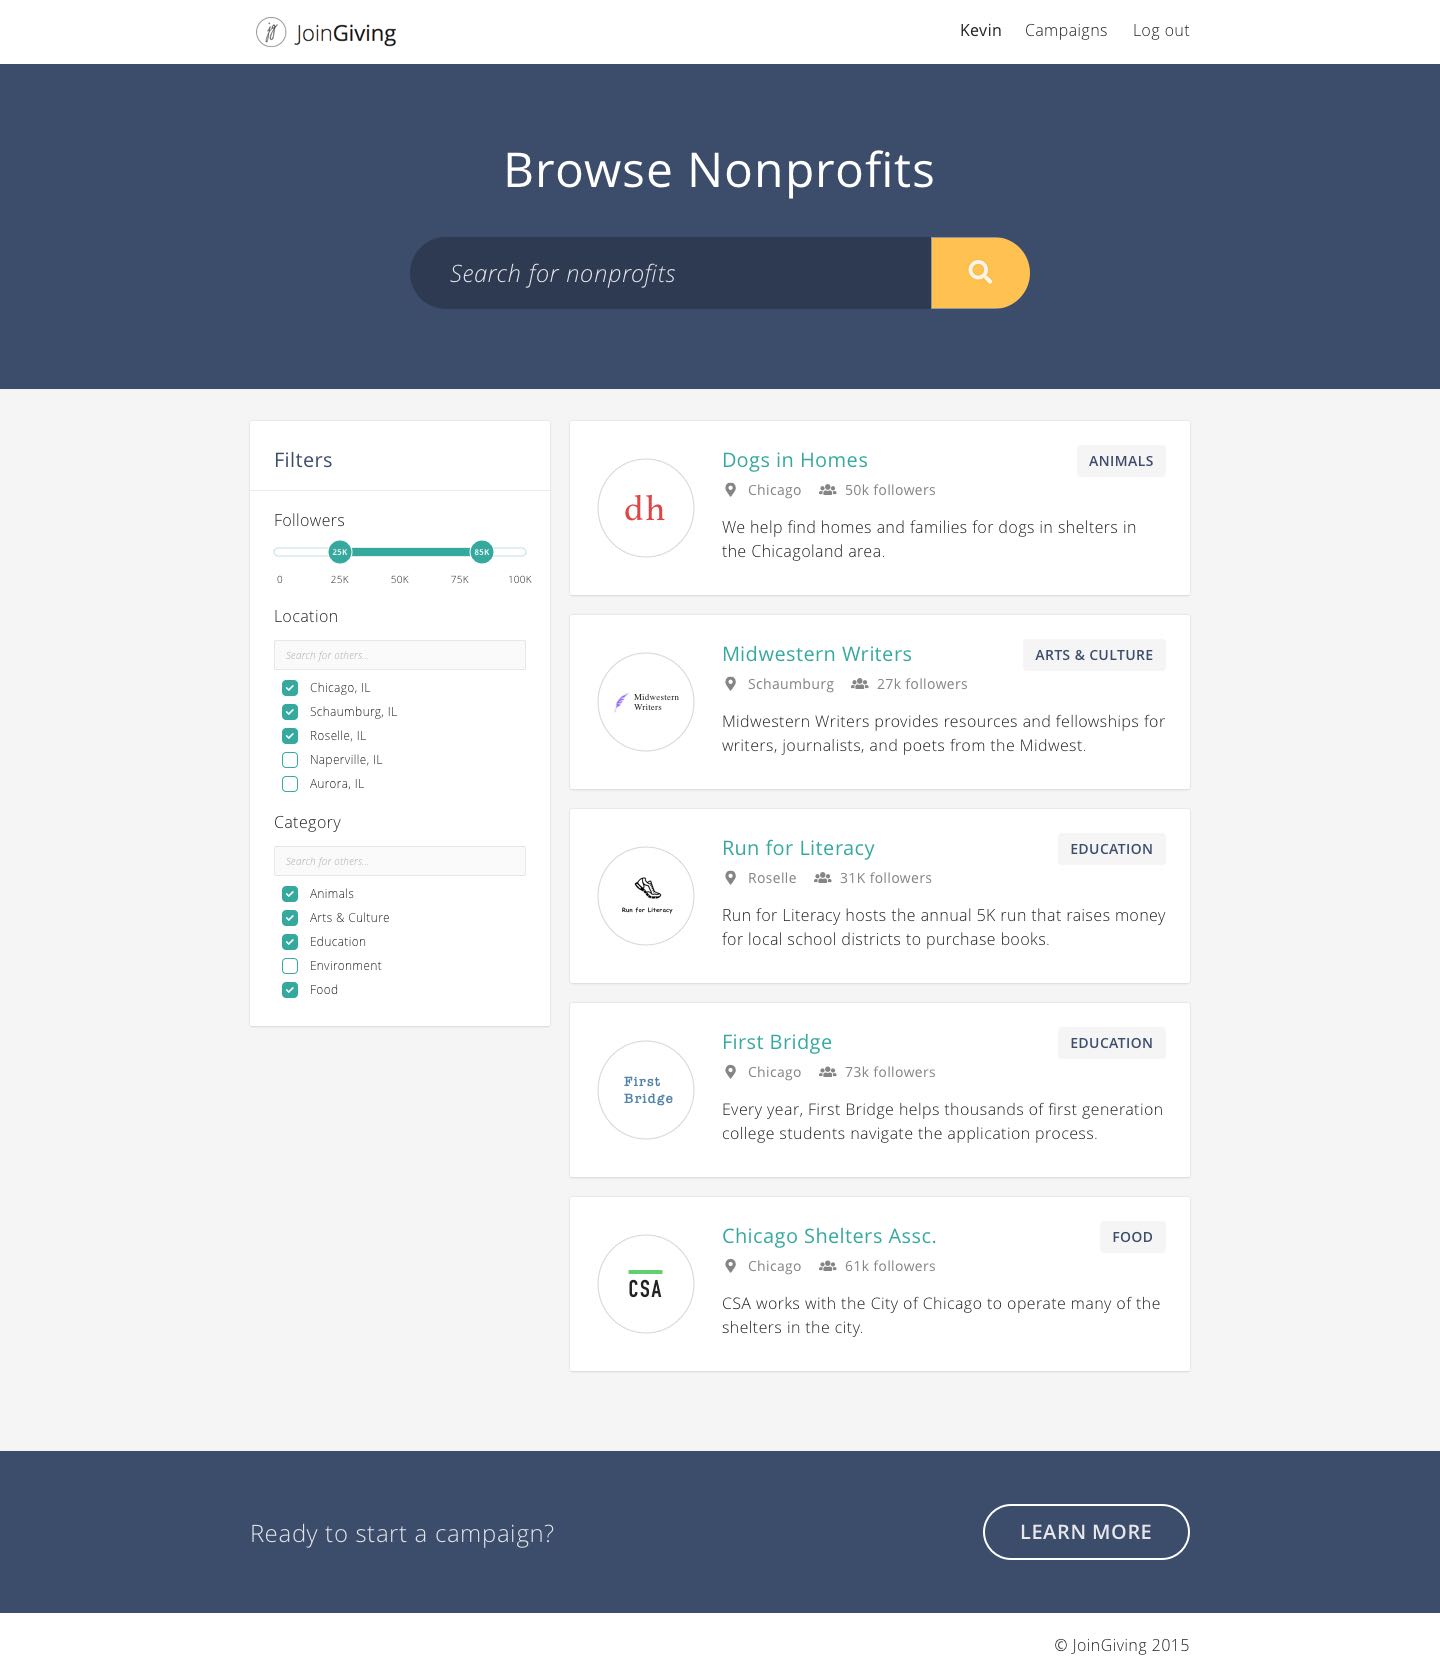 jg JoinGiving
Kevin Campaigns Log out
Browse Nonprofits
Search for nonprofits
Filters
Followers
25K 85K
0 25K 50K 75K 100K
Location
Search for others...
Chicago, IL
Schaumburg, IL
Roselle, IL
Naperville, IL
Aurora, IL
Category
Search for others...
Animals
Arts & Culture
Education
Environment
Food
dh
Dogs in Homes
ANIMALS
Chicago 50k followers
We help find homes and families for dogs in shelters in
the Chicagoland area.
Midwestern
Writers
Midwestern Writers
ARTS & CULTURE
Schaumburg 27k followers
Midwestern Writers provides resources and fellowships for
writers, journalists, and poets from the Midwest.
Run for Literacy
Run for Literacy
EDUCATION
Roselle 31K followers
Run for Literacy hosts the annual 5K run that raises money
for local school districts to purchase books.
First
Bridge
First Bridge
EDUCATION
Chicago 73k followers
Every year, First Bridge helps thousands of first generation
college students navigate the application process.
CSA
Chicago Shelters Assc.
FOOD
Chicago 61k followers
CSA works with the City of Chicago to operate many of the
shelters in the city.
Ready to start a campaign?
LEARN MORE
© JoinGiving 2015